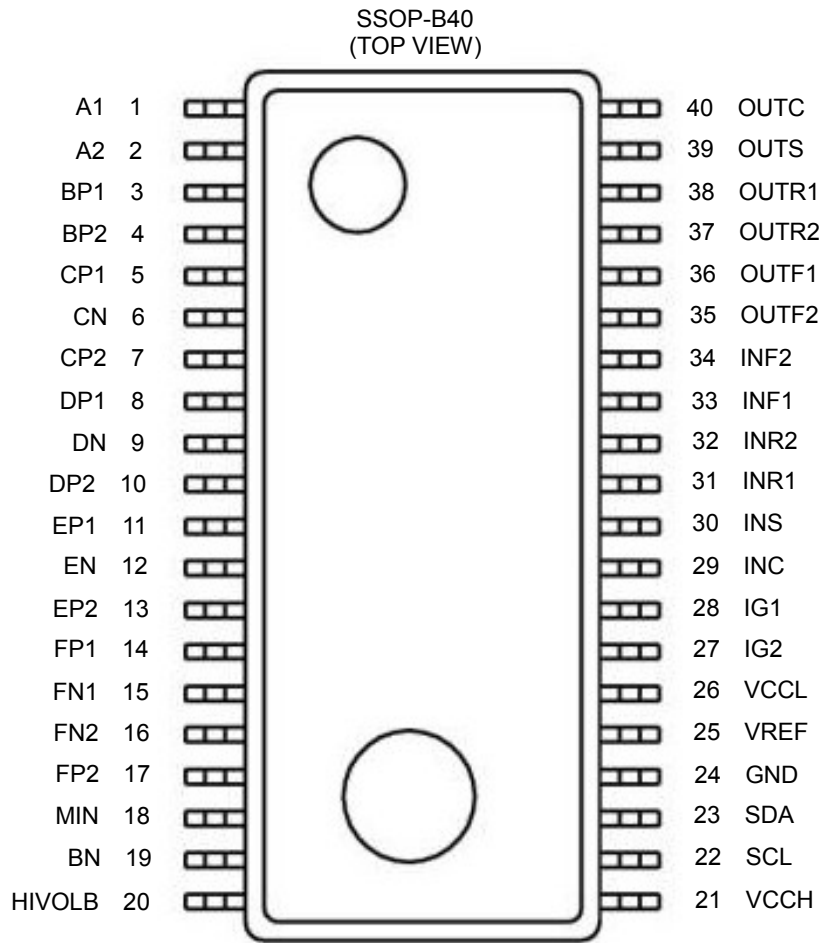 SSOP-B40
(TOP VIEW)
A1 1 40 OUTC
A2 2 39 OUTS
BP1 3 38 OUTR1
BP2 4 37 OUTR2
CP1 5 36 OUTF1
CN 6 35 OUTF2
CP2 7 34 INF2
DP1 8 33 INF1
DN 9 32 INR2
DP2 10 31 INR1
EP1 11 30 INS
EN 12 29 INC
EP2 13 28 IG1
FP1 14 27 IG2
FN1 15 26 VCCL
FN2 16 25 VREF
FP2 17 24 GND
MIN 18 23 SDA
BN 19 22 SCL
HIVOLB 20 21 VCCH